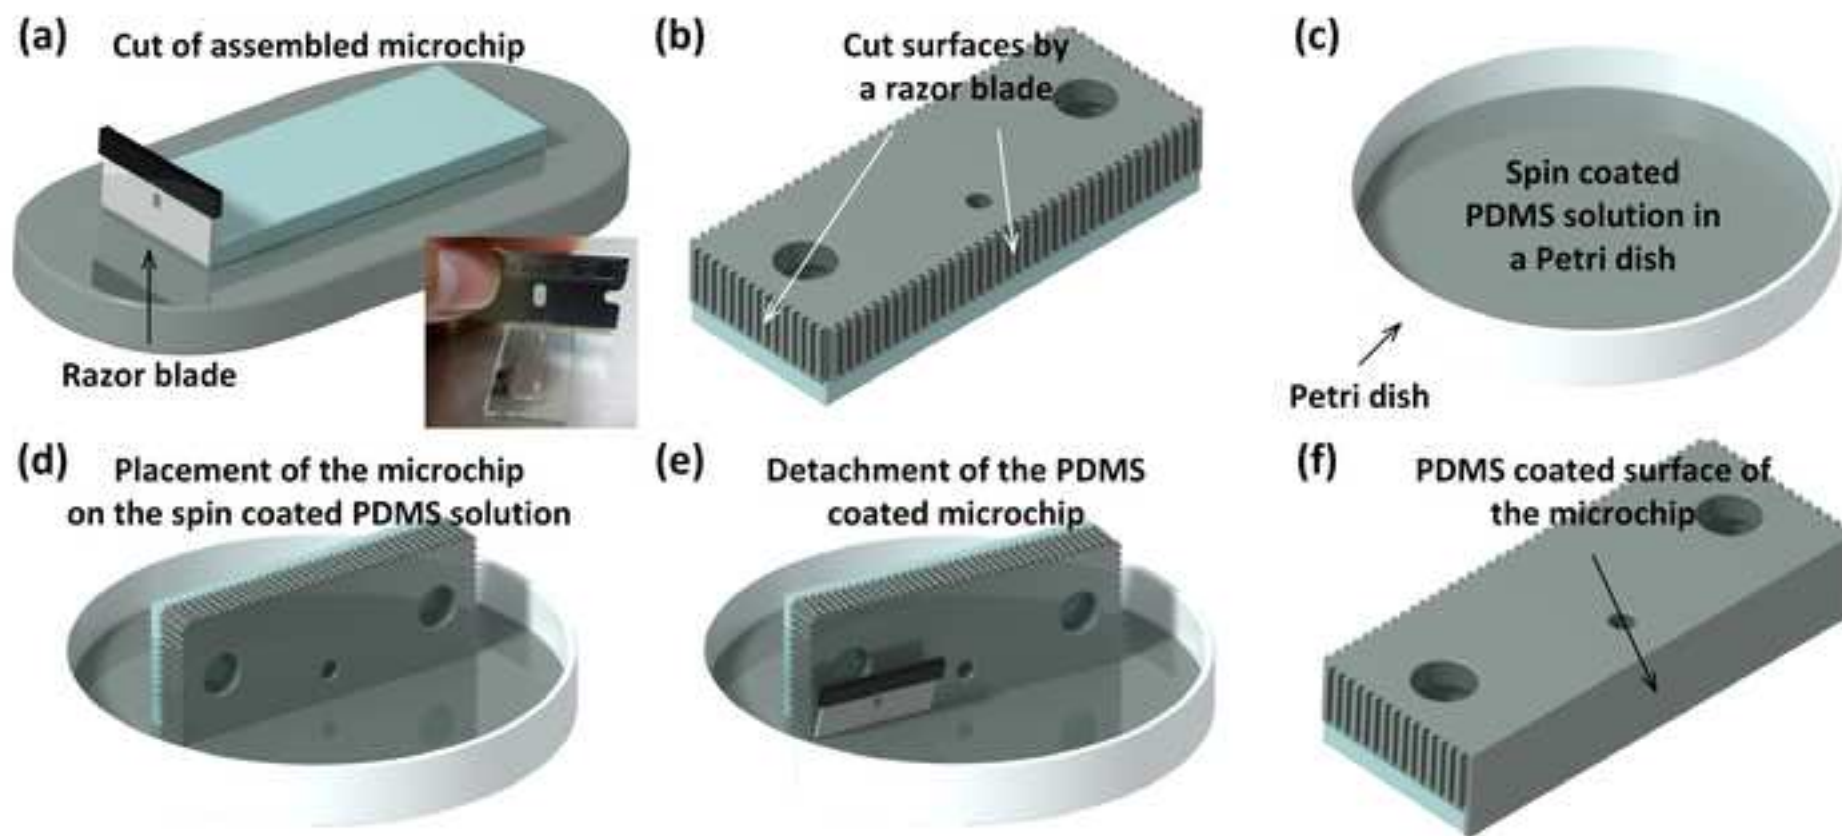 (a)
Cut of assembled microchip
Razor blade
(b)
Cut surfaces by
a razor blade
(c)
Spin coated
PDMS solution in
a Petri dish
Petri dish
(d)
Placement of the microchip
on the spin coated PDMS solution
(e)
Detachment of the PDMS
coated microchip
(f)
PDMS coated surface of
the microchip